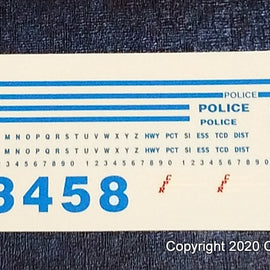 POLICE
POLICE
POLICE
M N O P Q R S T U V W X Y Z HWY PCT SI ESS TCD DIST
M N O P Q R S T U V W X Y Z HWY PCT SI ESS TCD DIST
3 4 5 6 7 8 9 0 1 2 3 4 5 6 7 8 9 0 1 2 3 4 5 6 7 8 9 0
3458
CPR
CPR
Copyright 2020 C